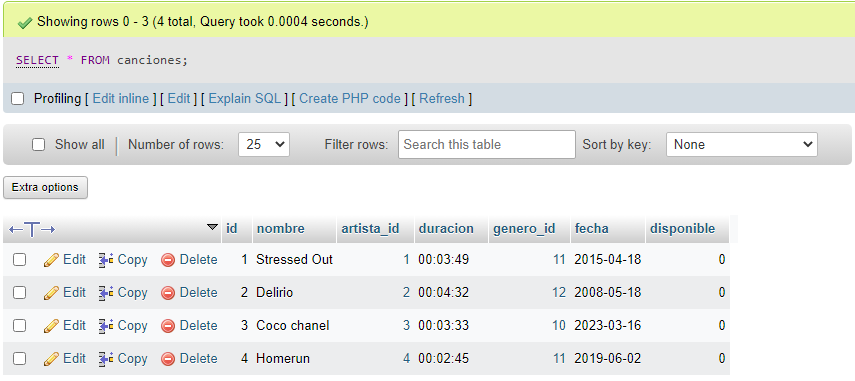 Showing rows 0 - 3 (4 total, Query took 0.0004 seconds.)
SELECT * FROM canciones;
Profiling [ Edit inline ] [ Edit ] [ Explain SQL ] [ Create PHP code ] [ Refresh ]
Show all Number of rows: 25 Filter rows: Search this table Sort by key: None
Extra options
id nombre artista_id duracion genero_id fecha disponible
Edit Copy Delete 1 Stressed Out 1 00:03:49 11 2015-04-18 0
Edit Copy Delete 2 Delirio 2 00:04:32 12 2008-05-18 0
Edit Copy Delete 3 Coco chanel 3 00:03:33 10 2023-03-16 0
Edit Copy Delete 4 Homerun 4 00:02:45 11 2019-06-02 0